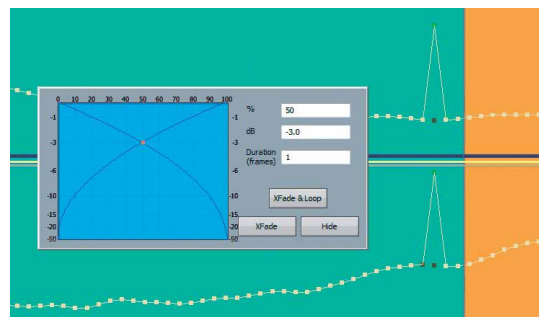 0 10 20 30 40 50 60 70 80 90 100
-1 -1
-3 -3
-6 -6
-10 -10
-15 -15
-20 -20
-50 -50
% 50
dB -3.0
Duration
(frames) 1
XFade & Loop
XFade Hide